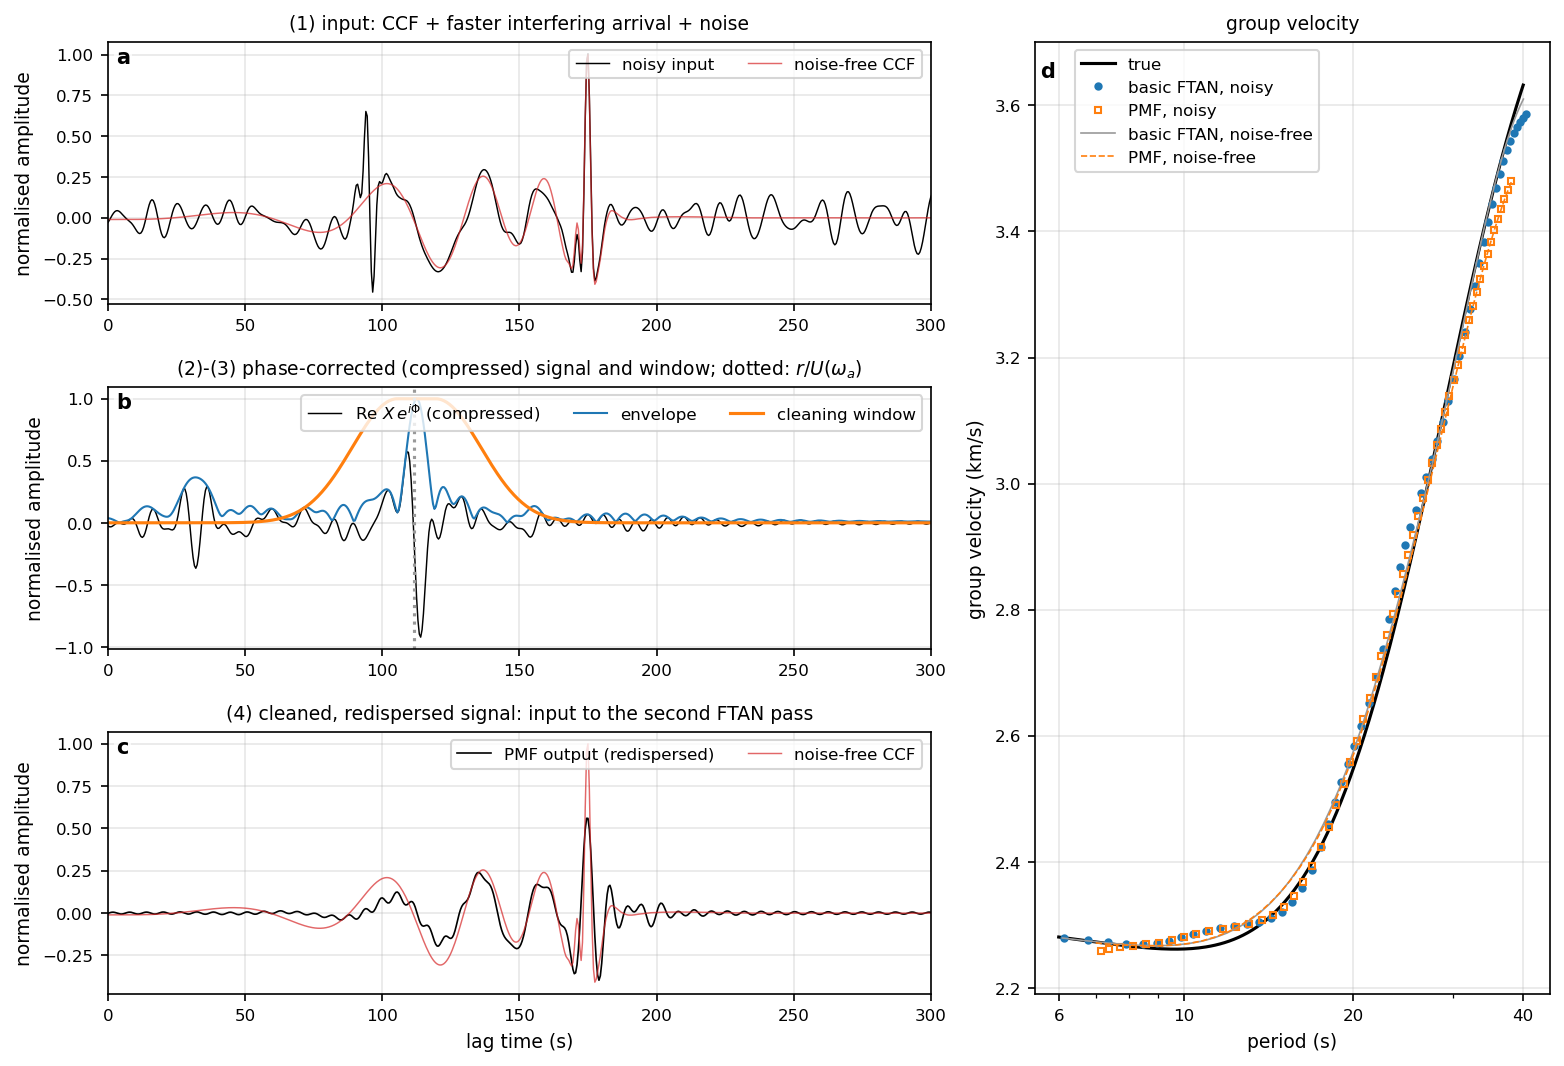 (1) input: CCF + faster interfering arrival + noise
a
noisy input
noise-free CCF
normalised amplitude
1.00
0.75
0.50
0.25
0.00
−0.25
−0.50
0 50 100 150 200 250 300
(2)-(3) phase-corrected (compressed) signal and window; dotted: r/U(ωₐ)
b
Re X e^{iΦ} (compressed)
envelope
cleaning window
normalised amplitude
1.0
0.5
0.0
−0.5
−1.0
0 50 100 150 200 250 300
(4) cleaned, redispersed signal: input to the second FTAN pass
c
PMF output (redispersed)
noise-free CCF
normalised amplitude
1.00
0.75
0.50
0.25
0.00
−0.25
0 50 100 150 200 250 300
lag time (s)
group velocity
d
true
basic FTAN, noisy
PMF, noisy
basic FTAN, noise-free
PMF, noise-free
group velocity (km/s)
3.6
3.4
3.2
3.0
2.8
2.6
2.4
2.2
6 10 20 40
period (s)